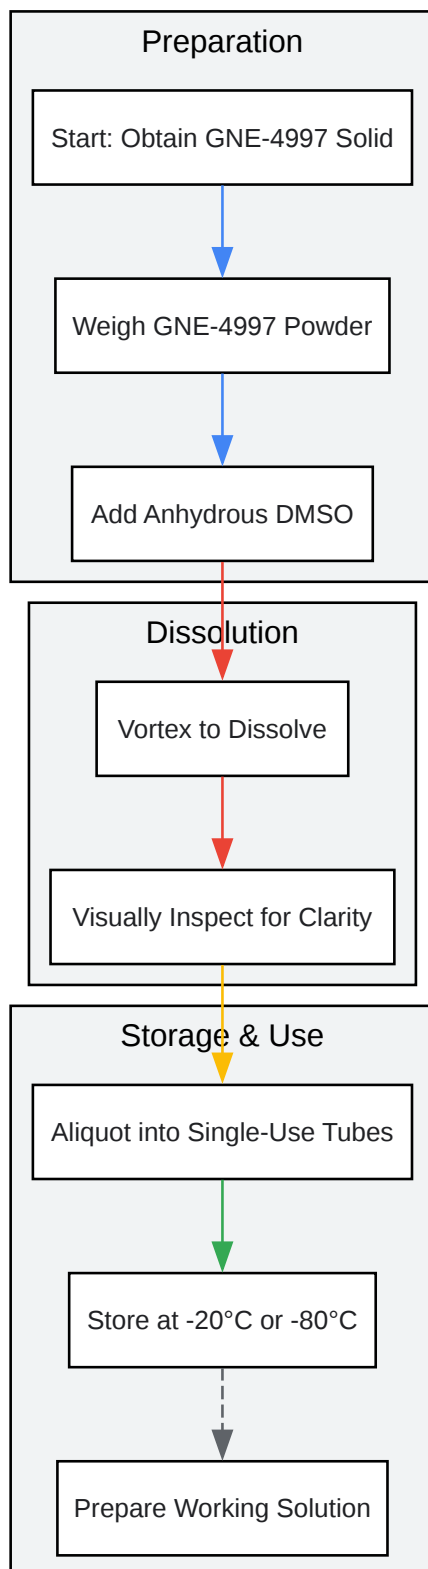 Preparation
Start: Obtain GNE-4997 Solid
Weigh GNE-4997 Powder
Add Anhydrous DMSO
Dissolution
Vortex to Dissolve
Visually Inspect for Clarity
Storage & Use
Aliquot into Single-Use Tubes
Store at -20°C or -80°C
Prepare Working Solution